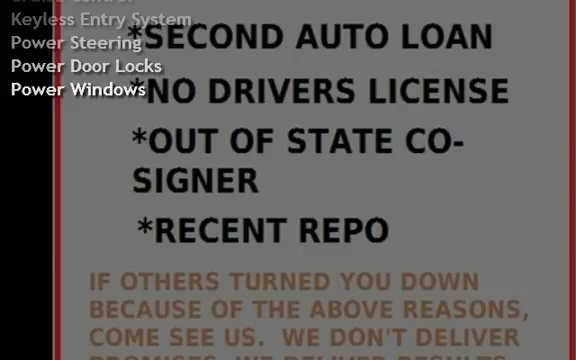 Keyless Entry System
Power Steering
Power Door Locks
Power Windows
*SECOND AUTO LOAN
*NO DRIVERS LICENSE
*OUT OF STATE CO-
SIGNER
*RECENT REPO
IF OTHERS TURNED YOU DOWN
BECAUSE OF THE ABOVE REASONS,
COME SEE US. WE DON'T DELIVER